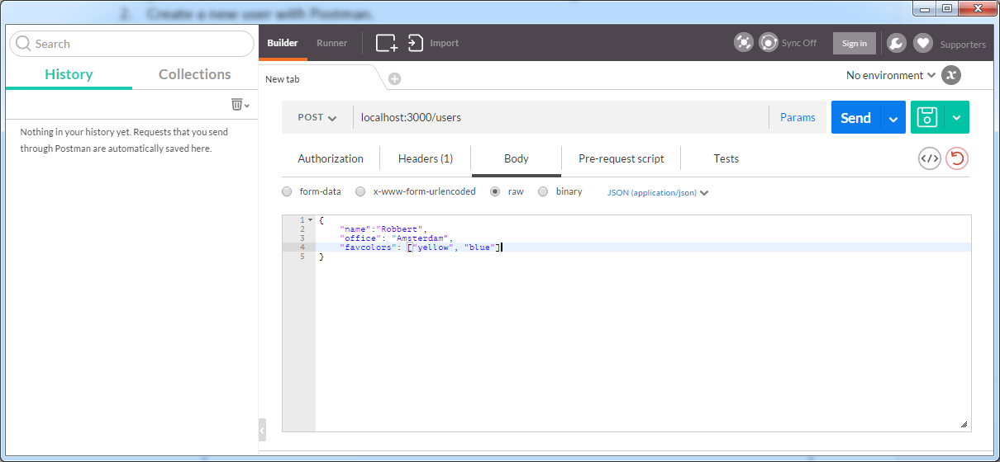 2. Create a new user with Postman.
Search
Builder
Runner
Import
Sync Off
Sign in
Supporters
History
Collections
New tab
No environment
Nothing in your history yet. Requests that you send
through Postman are automatically saved here.
POST
localhost:3000/users
Params
Send
Authorization
Headers (1)
Body
Pre-request script
Tests
form-data
x-www-form-urlencoded
raw
binary
JSON (application/json)
1 {
2 "name":"Robbert",
3 "office": "Amsterdam",
4 "favcolors": ["yellow", "blue"]
5 }